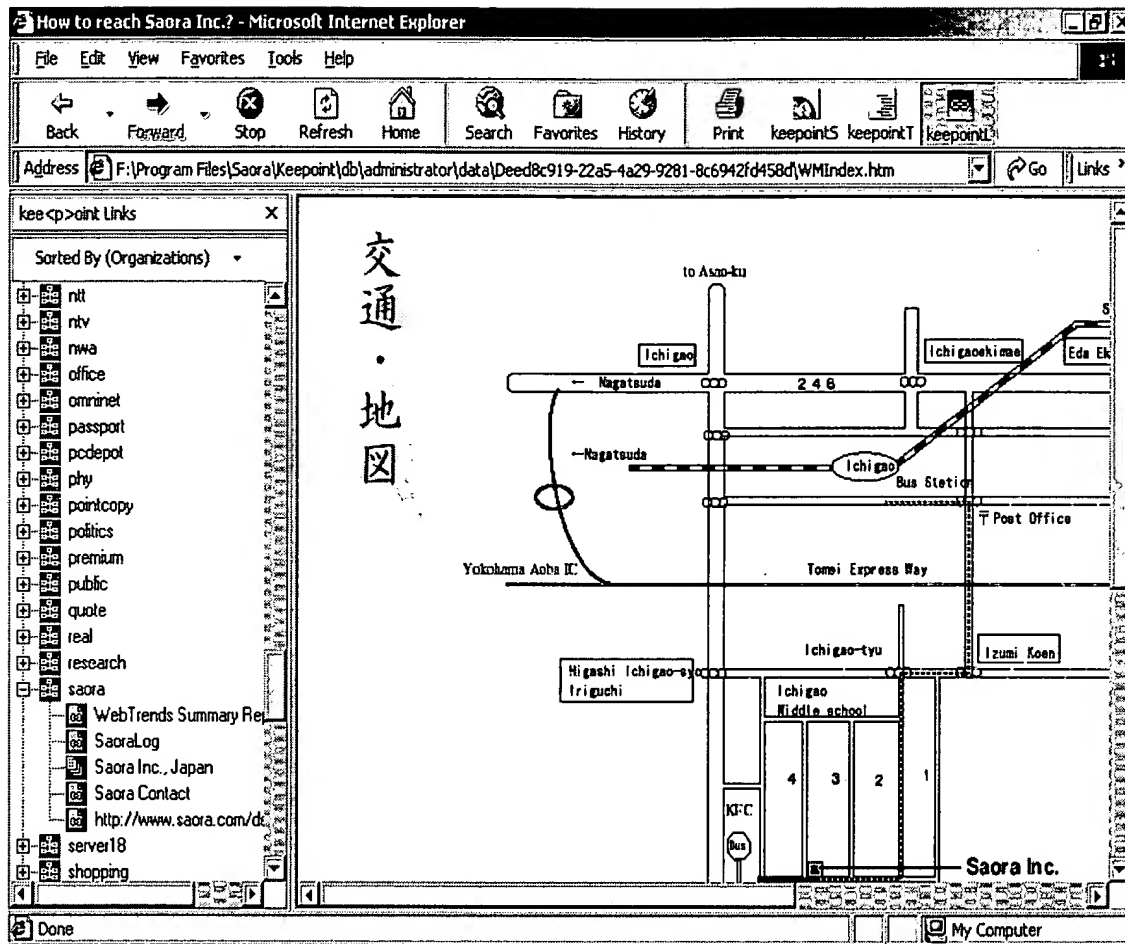 How to reach Saora Inc.? - Microsoft Internet Explorer
File Edit View Favorites Tools Help
Back Forward Stop Refresh Home Search Favorites History Print keepointS keepointT keepointL
Address F:\Program Files\Saora\Keepoint\db\administrator\data\Deed8c919-22a5-4a29-9281-8c6942fd458d\WMIndex.htm Go Links »
kee<p>oint Links X
Sorted By (Organizations)
ntt
ntv
nwa
office
omninet
passport
pcdepot
phy
pointcopy
politics
premium
public
quote
real
research
saora
WebTrends Summary Re
SaoraLog
Saora Inc., Japan
Saora Contact
http://www.saora.com/de
server18
shopping
交通・地図
to Asao-ku
S
Ichigao
Ichigaoekimae
Eda Ek
← Nagatsuda
246
←Nagatsuda
Ichigao
Bus Stetion
〒Post Office
Yokohama Aoba IC
Tomei Express Way
Ichigao-tyu
Izumi Koen
Higashi Ichigao-sy
Iriguchi
Ichigao
Middle school
4 3 2 1
KFC
Bus
Saora Inc.
Done
My Computer